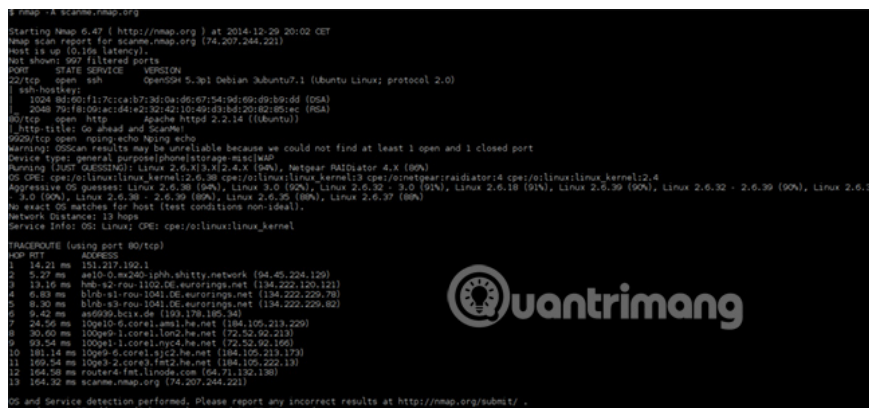 $ nmap -A scanme.nmap.org
Starting Nmap 6.47 ( http://nmap.org ) at 2014-12-29 20:02 CET
Nmap scan report for scanme.nmap.org (74.207.244.221)
Host is up (0.16s latency).
Not shown: 997 filtered ports
PORT STATE SERVICE VERSION
22/tcp open ssh OpenSSH 5.3p1 Debian 3ubuntu7.1 (Ubuntu Linux; protocol 2.0)
| ssh-hostkey:
| 1024 8d:60:f1:7c:ca:b7:3d:0a:d6:67:54:9d:69:d9:b9:dd (DSA)
|_ 2048 79:f8:09:ac:d4:e2:32:42:10:49:d3:bd:20:82:85:ec (RSA)
80/tcp open http Apache httpd 2.2.14 ((Ubuntu))
|_http-title: Go ahead and ScanMe!
9929/tcp open nping-echo Nping echo
Warning: OSScan results may be unreliable because we could not find at least 1 open and 1 closed port
Device type: general purpose|phone|storage-misc|WAP
Running (JUST GUESSING): Linux 2.6.X|3.X|2.4.X (94%), Netgear RAIDiator 4.X (86%)
OS CPE: cpe:/o:linux:linux_kernel:2.6.38 cpe:/o:linux:linux_kernel:3 cpe:/o:netgear:raidiator:4 cpe:/o:linux:linux_kernel:2.4
Aggressive OS guesses: Linux 2.6.38 (94%), Linux 3.0 (92%), Linux 2.6.32 - 3.0 (91%), Linux 2.6.18 (91%), Linux 2.6.39 (90%), Linux 2.6.32 - 2.6.39 (90%), Linux 2.6.3
- 3.0 (90%), Linux 2.6.38 - 2.6.39 (89%), Linux 2.6.35 (88%), Linux 2.6.37 (88%)
No exact OS matches for host (test conditions non-ideal).
Network Distance: 13 hops
Service Info: OS: Linux; CPE: cpe:/o:linux:linux_kernel
TRACEROUTE (using port 80/tcp)
HOP RTT ADDRESS
1 14.21 ms 151.217.192.1
2 5.27 ms ae10-0.mx240-iphh.shitty.network (94.45.224.129)
3 13.16 ms hmb-s2-rou-1102.DE.eurorings.net (134.222.120.121)
4 6.83 ms blnb-s1-rou-1041.DE.eurorings.net (134.222.229.78)
5 8.30 ms blnb-s3-rou-1041.DE.eurorings.net (134.222.229.82)
6 9.42 ms as6939.bcix.de (193.178.185.34)
7 24.56 ms 10ge10-6.core1.ams1.he.net (184.105.213.229)
8 30.60 ms 100ge9-1.core1.lon2.he.net (72.52.92.213)
9 93.54 ms 100ge1-1.core1.nyc4.he.net (72.52.92.166)
10 181.14 ms 10ge9-6.core1.sjc2.he.net (184.105.213.173)
11 169.54 ms 10ge3-2.core3.fmt2.he.net (184.105.222.13)
12 164.58 ms router4-fmt.linode.com (64.71.132.138)
13 164.32 ms scanme.nmap.org (74.207.244.221)
Quantrimang
OS and Service detection performed. Please report any incorrect results at http://nmap.org/submit/ .